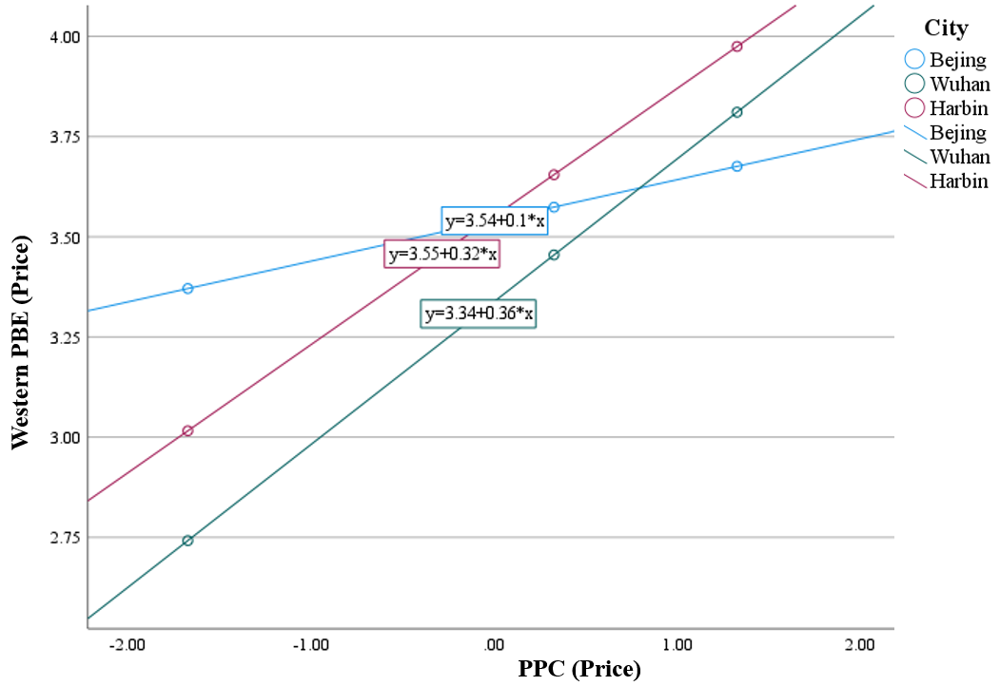 4.00
3.75
3.50
3.25
3.00
2.75
Western PBE (Price)
y=3.54+0.1*x
y=3.55+0.32*x
y=3.34+0.36*x
-2.00 -1.00 .00 1.00 2.00
PPC (Price)
City
Bejing
Wuhan
Harbin
Bejing
Wuhan
Harbin